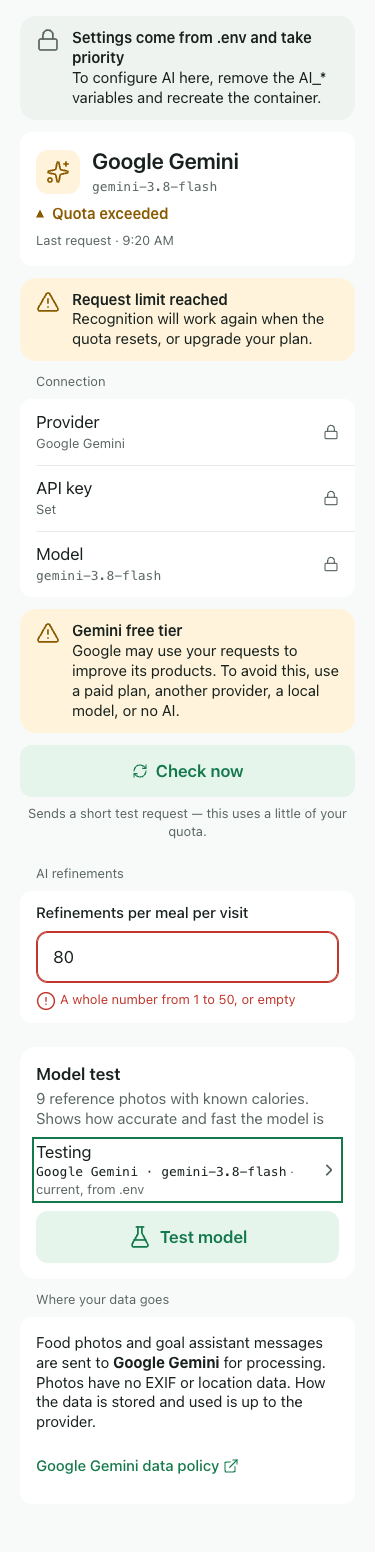 Settings come from .env and take
priority
To configure AI here, remove the AI_*
variables and recreate the container.
Google Gemini
gemini-3.8-flash
Quota exceeded
Last request · 9:20 AM
Request limit reached
Recognition will work again when the
quota resets, or upgrade your plan.
Connection
Provider
Google Gemini
API key
Set
Model
gemini-3.8-flash
Gemini free tier
Google may use your requests to
improve its products. To avoid this, use
a paid plan, another provider, a local
model, or no AI.
Check now
Sends a short test request — this uses a little of your
quota.
AI refinements
Refinements per meal per visit
80
A whole number from 1 to 50, or empty
Model test
9 reference photos with known calories.
Shows how accurate and fast the model is
Testing
Google Gemini · gemini-3.8-flash ·
current, from .env
Test model
Where your data goes
Food photos and goal assistant messages
are sent to Google Gemini for processing.
Photos have no EXIF or location data. How
the data is stored and used is up to the
provider.
Google Gemini data policy